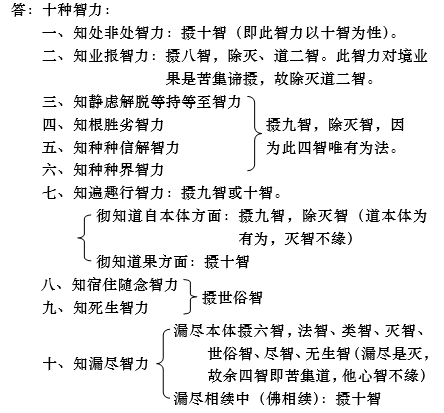 答：十种智力：
一、知处非处智力：摄十智（即此智力以十智为性）。
二、知业报智力：摄八智，除灭、道二智。此智力对境业
果是苦集谛摄，故除灭道二智。
三、知静虑解脱等持等至智力
四、知根胜劣智力
五、知种种信解智力
六、知种种界智力
摄九智，除灭智，因
为此四智唯有为法。
七、知遍趣行智力：摄九智或十智。
彻知道自本体方面：摄九智，除灭智（道本体为
有为，灭智不缘）
彻知道果方面：摄十智
八、知宿住随念智力
九、知死生智力
摄世俗智
十、知漏尽智力
漏尽本体摄六智，法智、类智、灭智、
世俗智、尽智、无生智（漏尽是灭，
故余四智即苦集道，他心智不缘）
漏尽相续中（佛相续）：摄十智